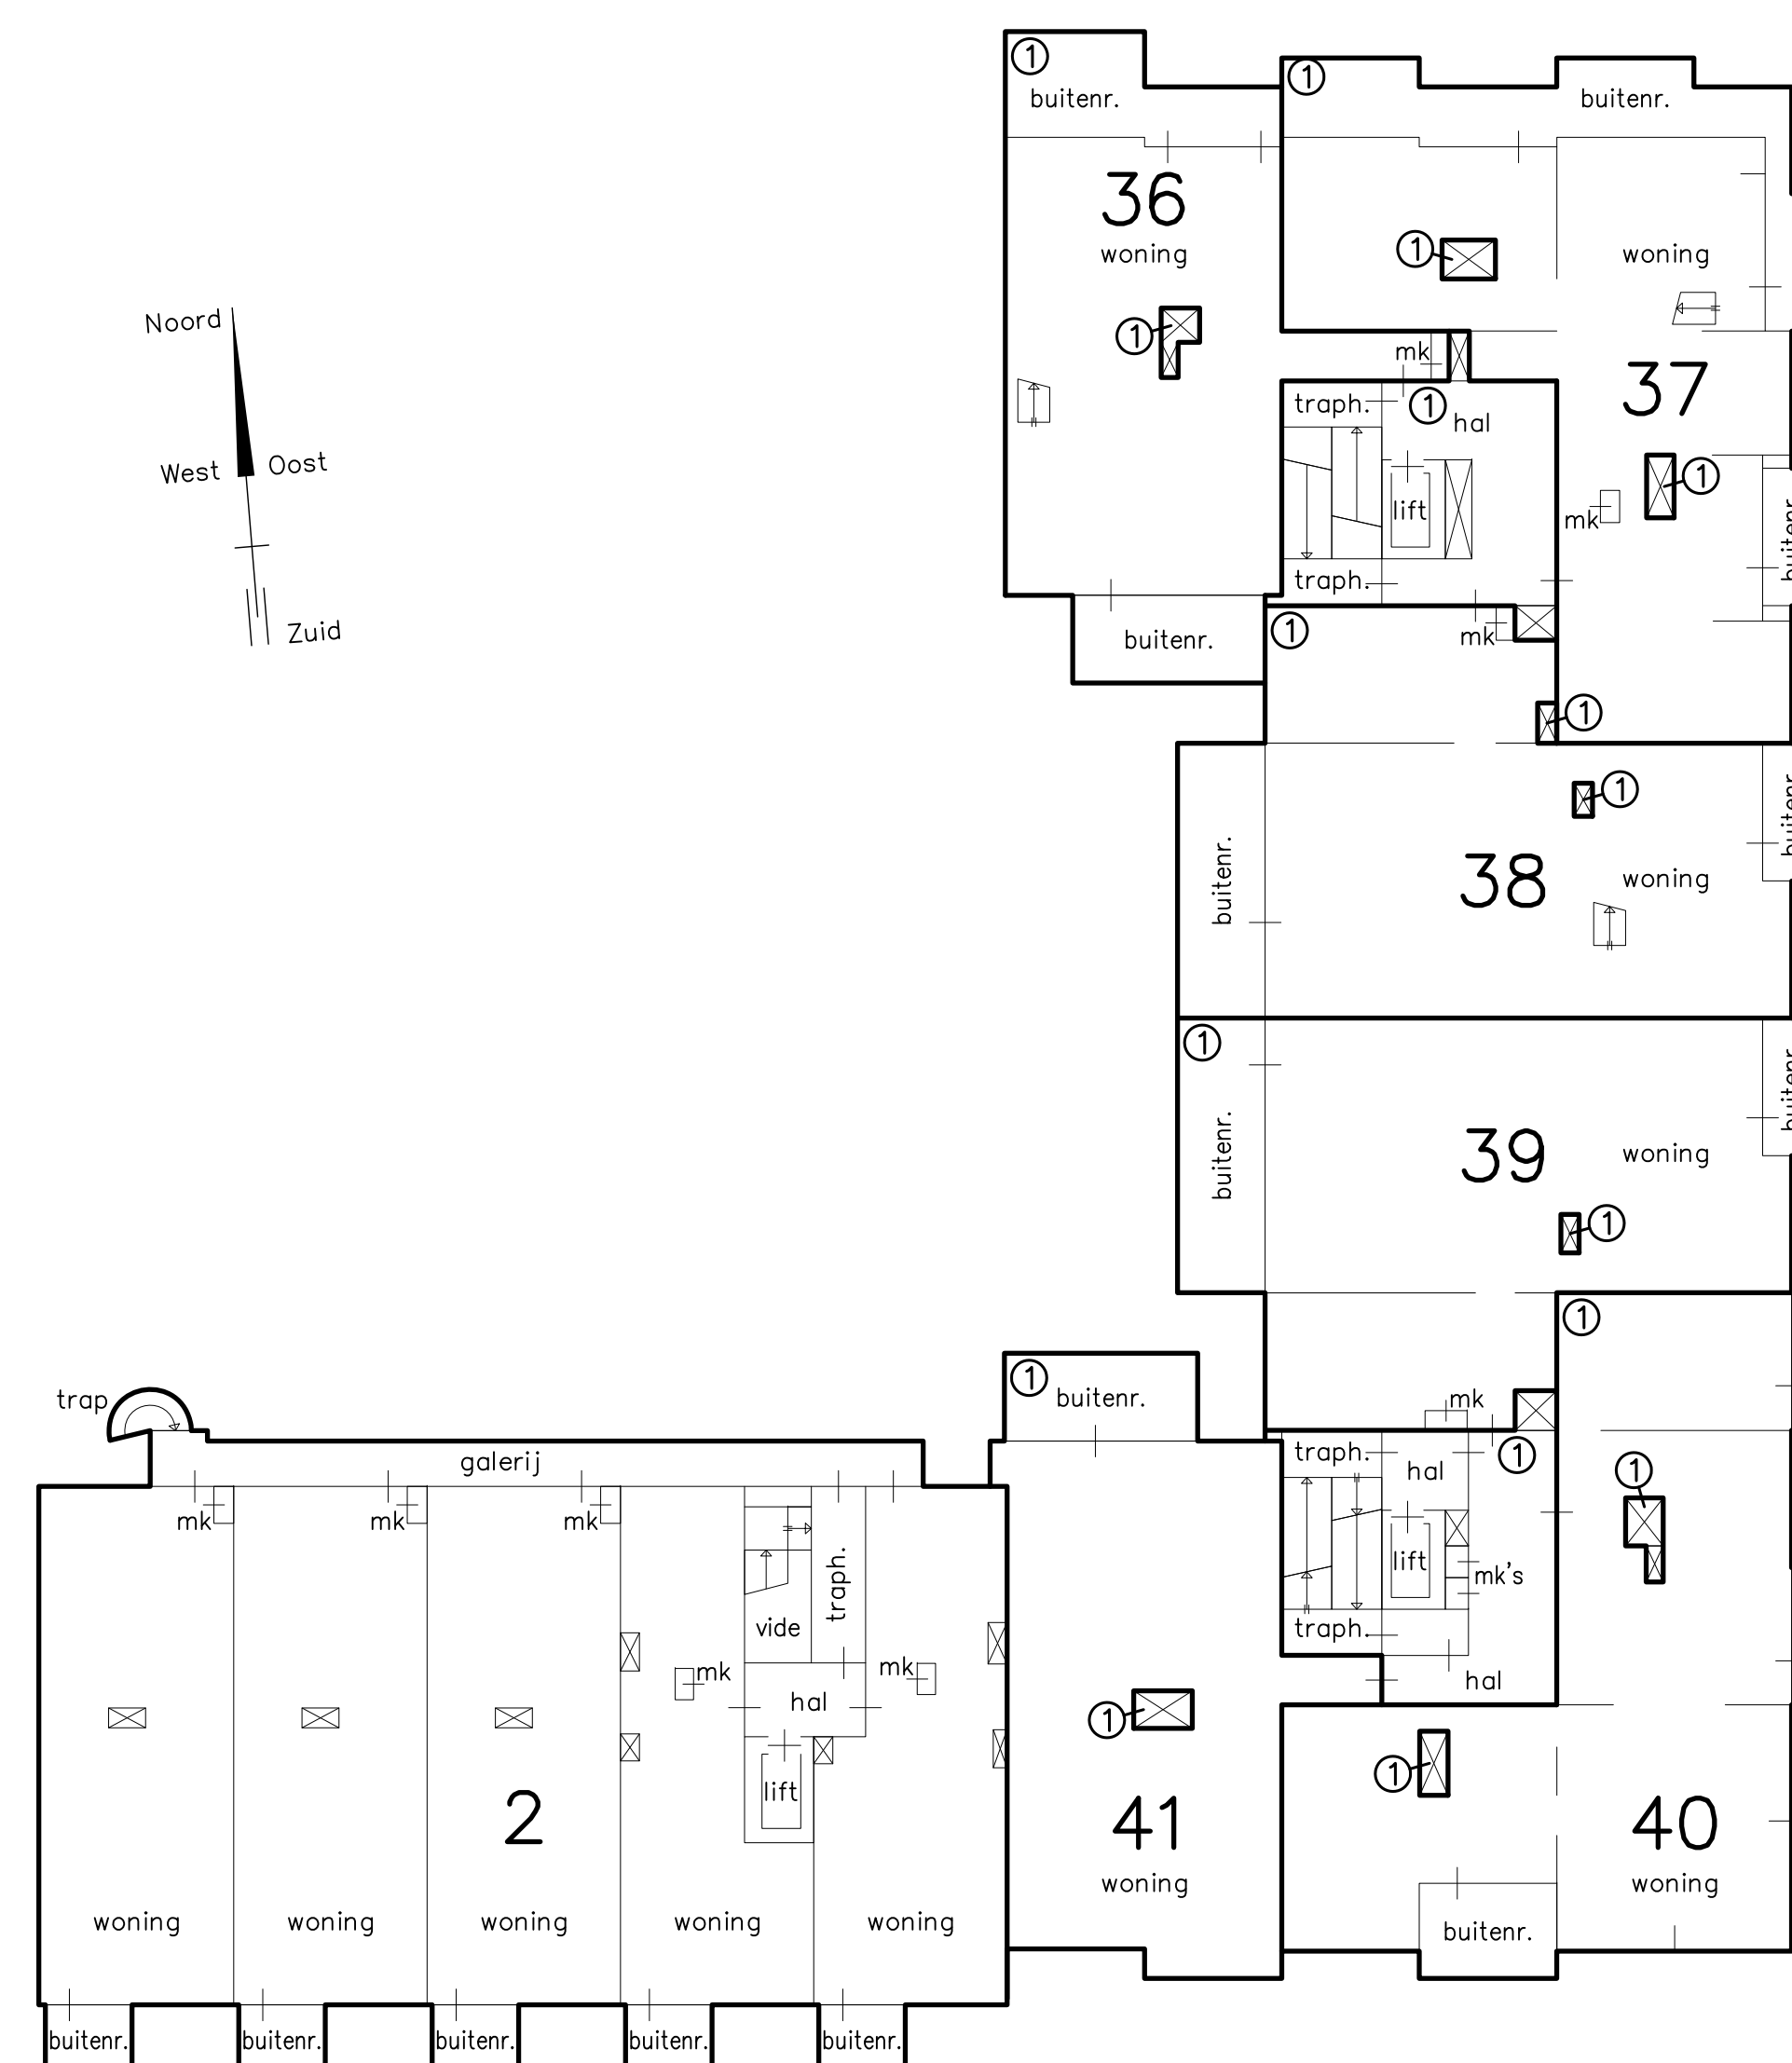 1
buitenr.
1
buitenr.
36
woning
1
woning
Noord
1
mk
37
traph.
1
hal
West
Oost
lift
1
mk
buitenr.
traph.
Zuid
buitenr.
1
mk
1
1
buitenr.
buitenr.
38
woning
1
buitenr.
buitenr.
39
woning
1
1
trap
1
buitenr.
mk
galerij
traph.
hal
1
1
mk
mk
mk
traph.
lift
mk's
vide
traph.
mk
mk
hal
hal
1
1
lift
2
41
40
woning
woning
woning
woning
woning
woning
woning
buitenr.
buitenr.
buitenr.
buitenr.
buitenr.
buitenr.